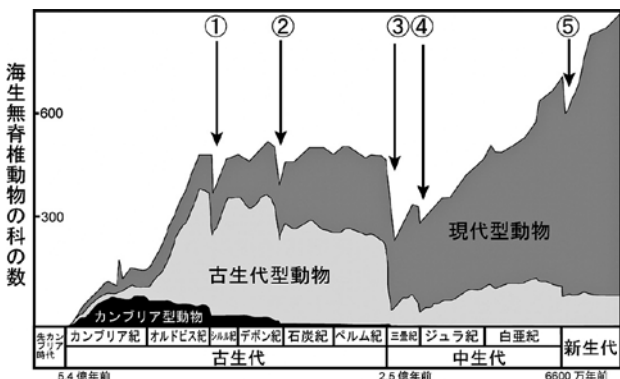 ① ② ③ ④ ⑤
海生無脊椎動物の科の数
600
300
現代型動物
古生代型動物
カンブリア型動物
先カンブリア時代
カンブリア紀 オルドビス紀 シルル紀 デボン紀 石炭紀 ペルム紀 三畳紀 ジュラ紀 白亜紀
古生代 中生代 新生代
5.4億年前 2.5億年前 6600万年前